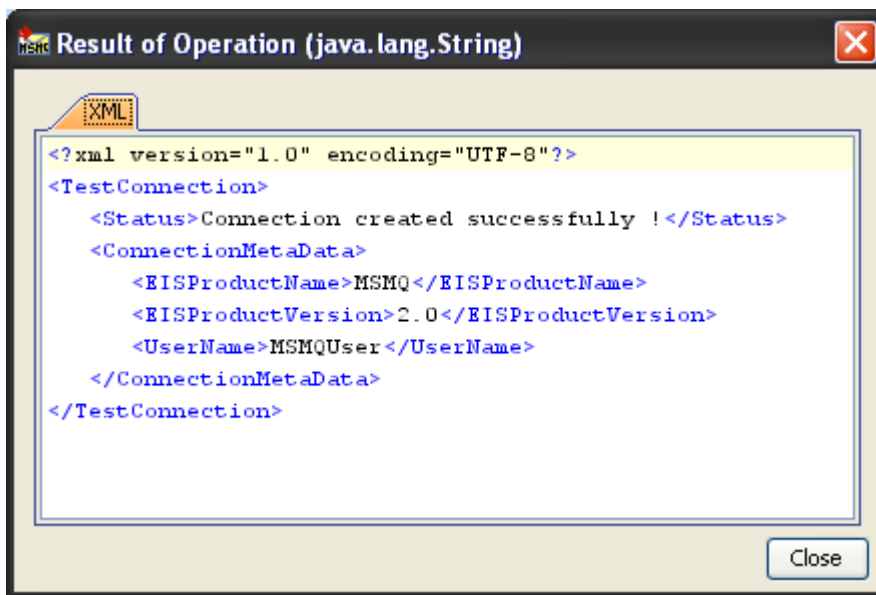 Result of Operation (java.lang.String)
XML
<?xml version="1.0" encoding="UTF-8"?>
<TestConnection>
<Status>Connection created successfully !</Status>
<ConnectionMetaData>
<EISProductName>MSMQ</EISProductName>
<EISProductVersion>2.0</EISProductVersion>
<UserName>MSMQUser</UserName>
</ConnectionMetaData>
</TestConnection>
Close